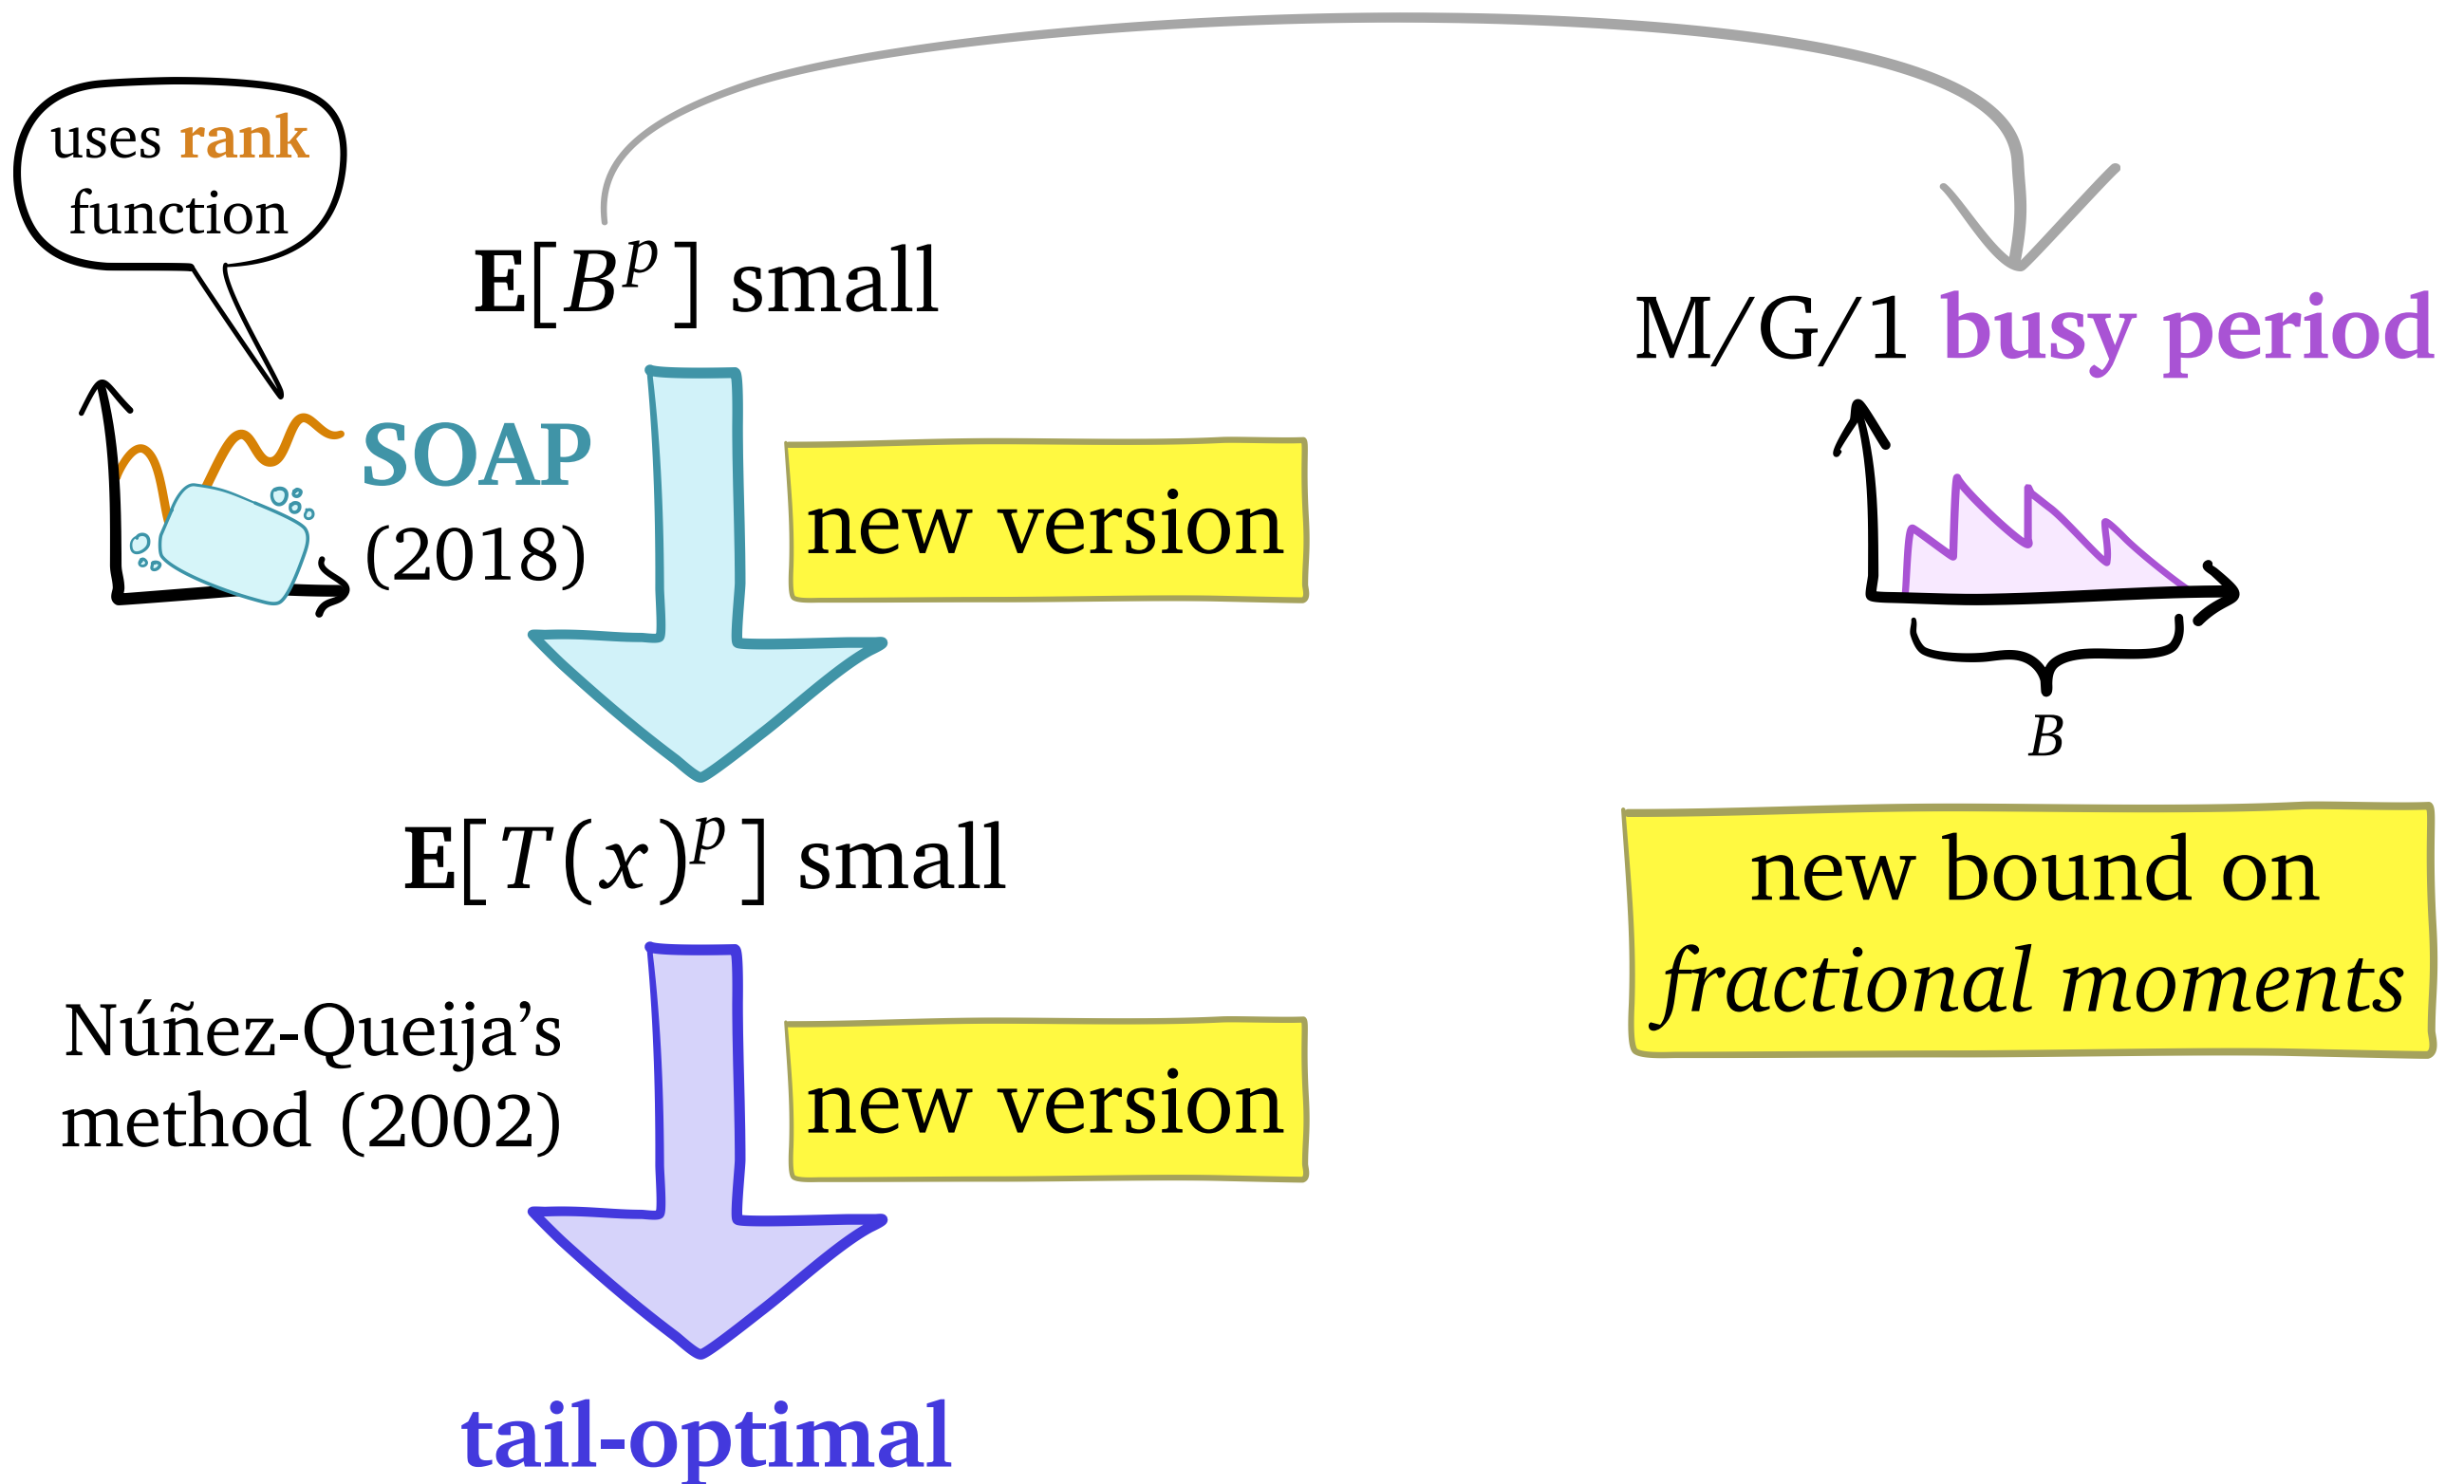 uses rank
function
E[B^p] small
M/G/1 busy period
SOAP
(2018)
new version
B
E[T(x)^p] small
new bound on
fractional moments
Núñez-Queija’s
method (2002)
new version
tail-optimal